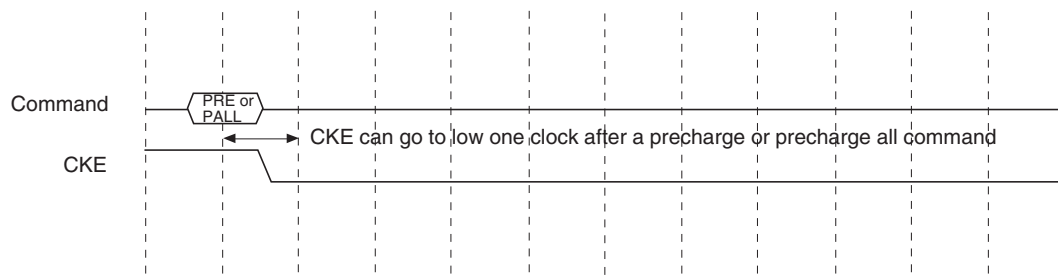 Command
PRE or
PALL
CKE can go to low one clock after a precharge or precharge all command
CKE